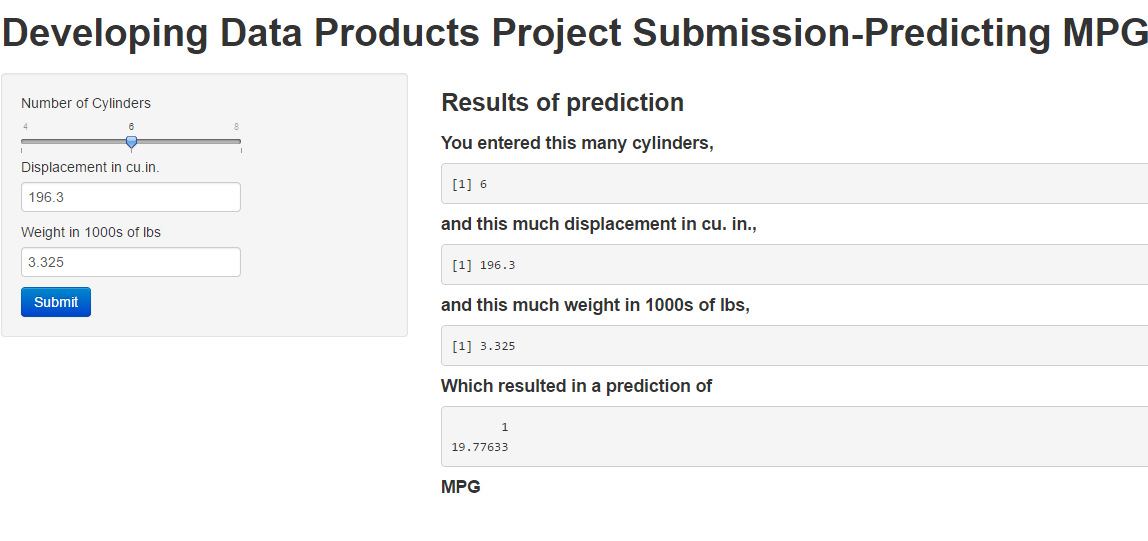 Developing Data Products Project Submission-Predicting MPG
Number of Cylinders
4 6 8
Displacement in cu.in.
196.3
Weight in 1000s of lbs
3.325
Submit
Results of prediction
You entered this many cylinders,
[1] 6
and this much displacement in cu. in.,
[1] 196.3
and this much weight in 1000s of lbs,
[1] 3.325
Which resulted in a prediction of
1
19.77633
MPG